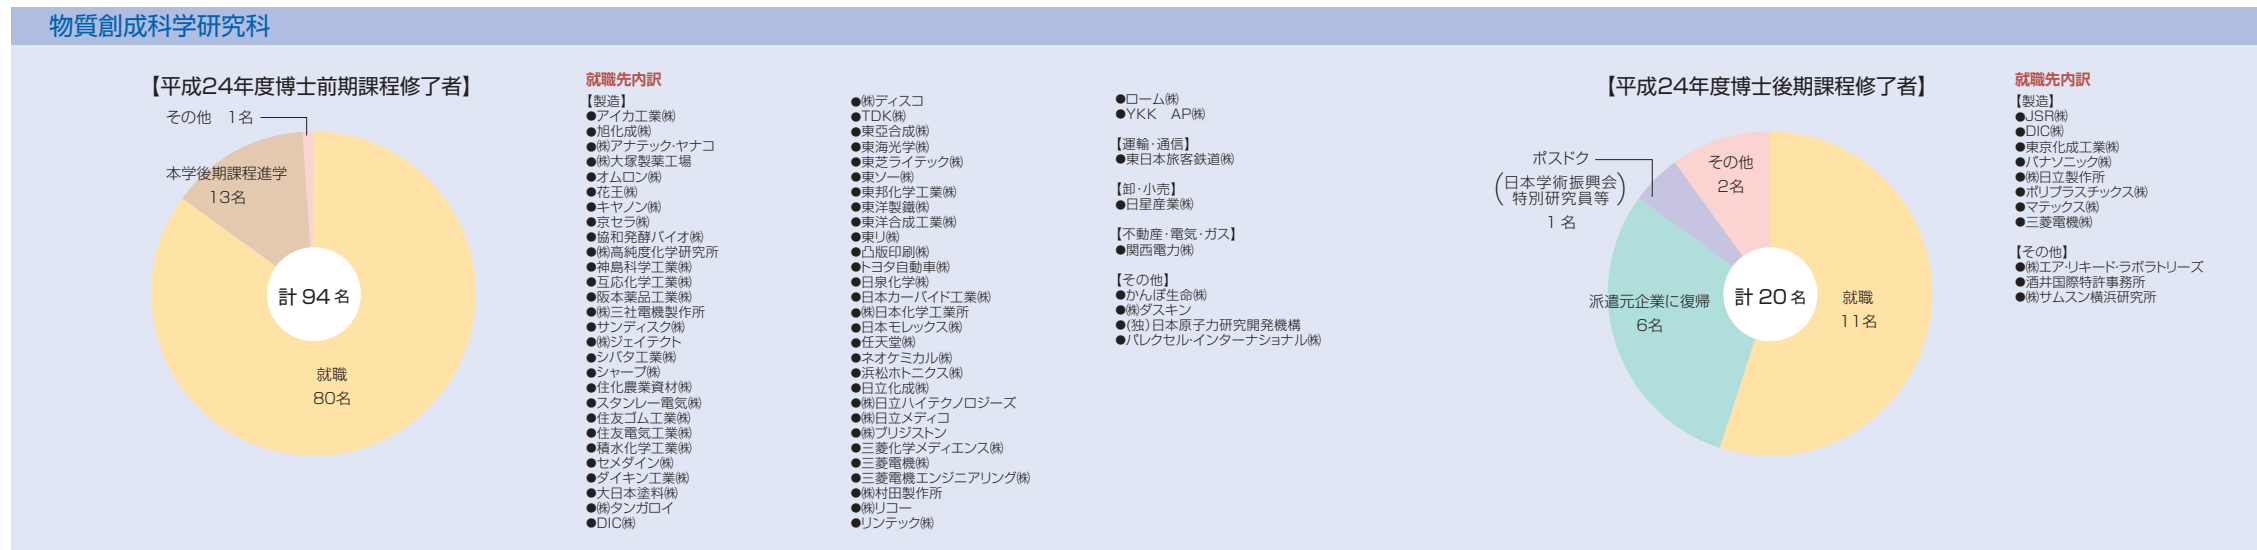 物質創成科学研究科
【平成24年度博士前期課程修了者】
その他　1名
本学後期課程進学
13名
計 94 名
就職
80名
就職先内訳
【製造】
●アイカ工業㈱
●旭化成㈱
●㈱アナテック・ヤナコ
●㈱大塚製薬工場
●オムロン㈱
●花王㈱
●キヤノン㈱
●京セラ㈱
●協和発酵バイオ㈱
●㈱高純度化学研究所
●神島科学工業㈱
●互応化学工業㈱
●阪本薬品工業㈱
●㈱三社電機製作所
●サンディスク㈱
●㈱ジェイテクト
●シバタ工業㈱
●シャープ㈱
●住化農業資材㈱
●スタンレー電気㈱
●住友ゴム工業㈱
●住友電気工業㈱
●積水化学工業㈱
●セメダイン㈱
●ダイキン工業㈱
●大日本塗料㈱
●㈱タンガロイ
●DIC㈱
●㈱ディスコ
●TDK㈱
●東亞合成㈱
●東海光学㈱
●東芝ライテック㈱
●東ソー㈱
●東邦化学工業㈱
●東洋製鐵㈱
●東洋合成工業㈱
●東リ㈱
●凸版印刷㈱
●トヨタ自動車㈱
●日泉化学㈱
●日本カーバイド工業㈱
●㈱日本化学工業所
●日本モレックス㈱
●任天堂㈱
●ネオケミカル㈱
●浜松ホトニクス㈱
●日立化成㈱
●㈱日立ハイテクノロジーズ
●㈱日立メディコ
●㈱ブリジストン
●三菱化学メディエンス㈱
●三菱電機㈱
●三菱電機エンジニアリング㈱
●㈱村田製作所
●㈱リコー
●リンテック㈱
●ローム㈱
●YKK　AP㈱
【運輸・通信】
●東日本旅客鉄道㈱
【卸・小売】
●日星産業㈱
【不動産・電気・ガス】
●関西電力㈱
【その他】
●かんぽ生命㈱
●㈱ダスキン
●(独)日本原子力研究開発機構
●パレクセル・インターナショナル㈱
【平成24年度博士後期課程修了者】
ポスドク
(日本学術振興会
特別研究員等)
1 名
その他
2名
派遣元企業に復帰
6名
計 20 名
就職
11名
就職先内訳
【製造】
●JSR㈱
●DIC㈱
●東京化成工業㈱
●パナソニック㈱
●㈱日立製作所
●ポリプラスチックス㈱
●マテックス㈱
●三菱電機㈱
【その他】
●㈱エア・リキード・ラボラトリーズ
●酒井国際特許事務所
●㈱サムスン横浜研究所